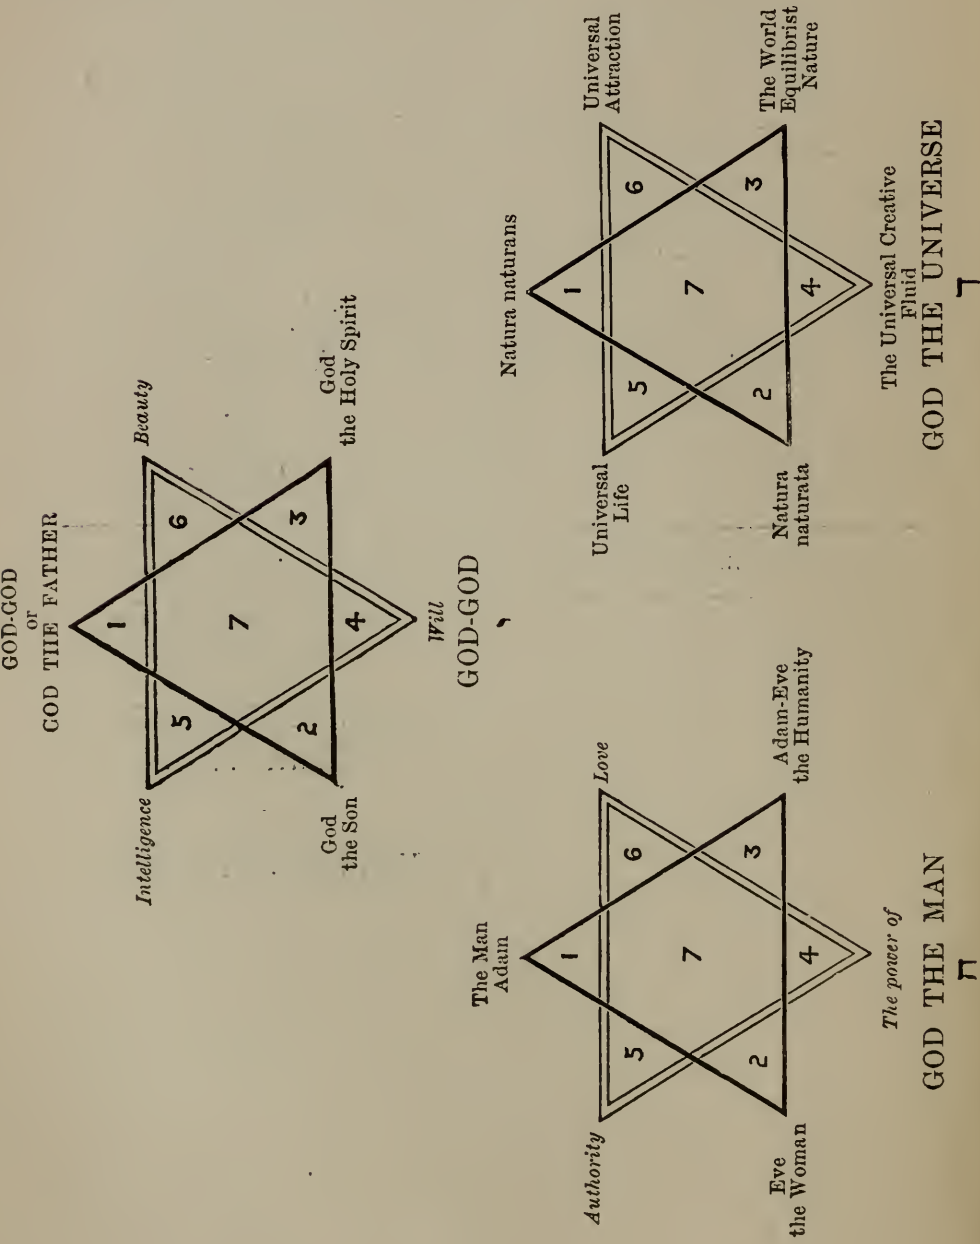 GOD-GOD
or
GOD THE FATHER
Intelligence
Beauty
1
5
6
7
2
3
4
God
the Son
God
the Holy Spirit
Will
GOD-GOD
י
The Man
Adam
Authority
Love
1
5
6
7
2
3
4
Eve
the Woman
Adam-Eve
the Humanity
The power of
GOD THE MAN
Natura naturans
Universal
Life
Universal
Attraction
1
5
6
7
2
3
4
Natura
naturata
The World
Equilibrist
Nature
The Universal Creative
Fluid
GOD THE UNIVERSE